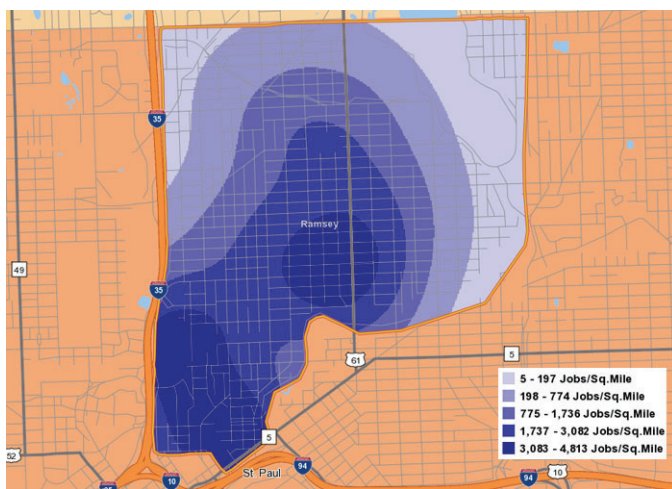 49
35
Ramsey
35
61
5
5 - 197 Jobs/Sq.Mile
198 - 774 Jobs/Sq.Mile
775 - 1,736 Jobs/Sq.Mile
1,737 - 3,082 Jobs/Sq.Mile
3,083 - 4,813 Jobs/Sq.Mile
5
52
St. Paul
94
10
94
10